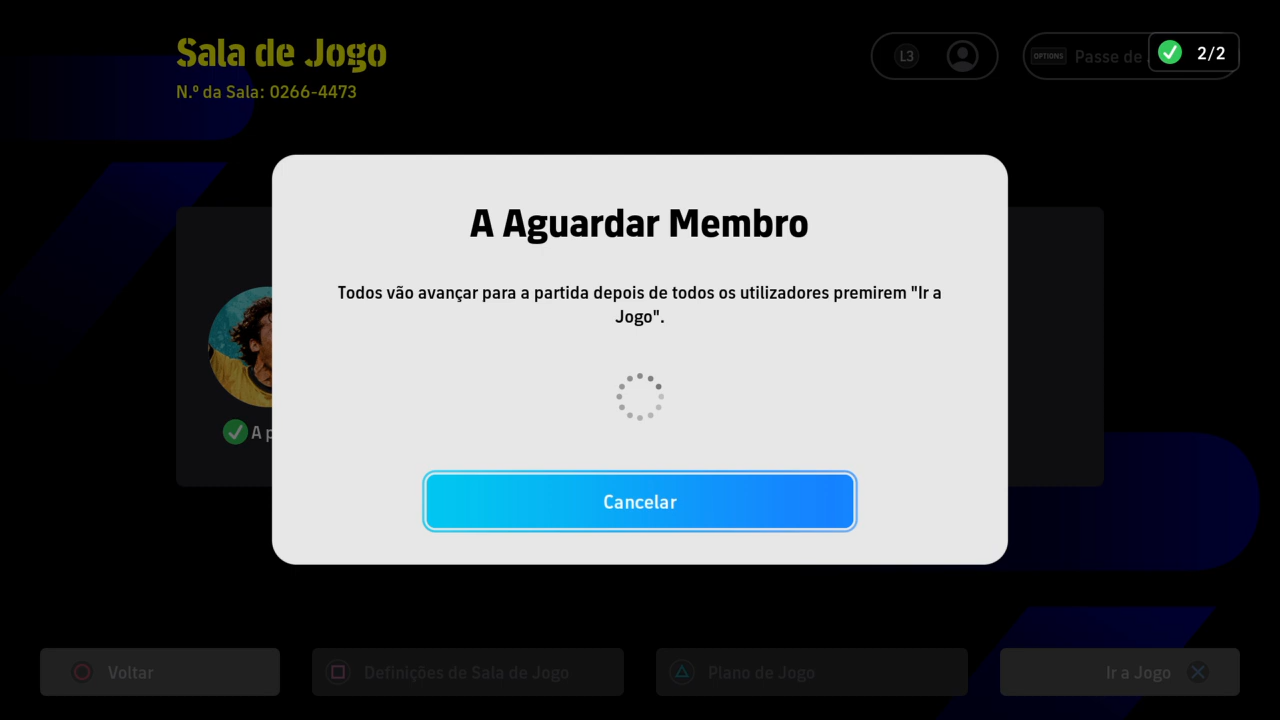 Sala de Jogo
N.º da Sala: 0266-4473
L3
OPTIONS
Passe de
2/2
A Aguardar Membro
Todos vão avançar para a partida depois de todos os utilizadores premirem "Ir a
Jogo".
A p
Cancelar
Voltar
Definições de Sala de Jogo
Plano de Jogo
Ir a Jogo